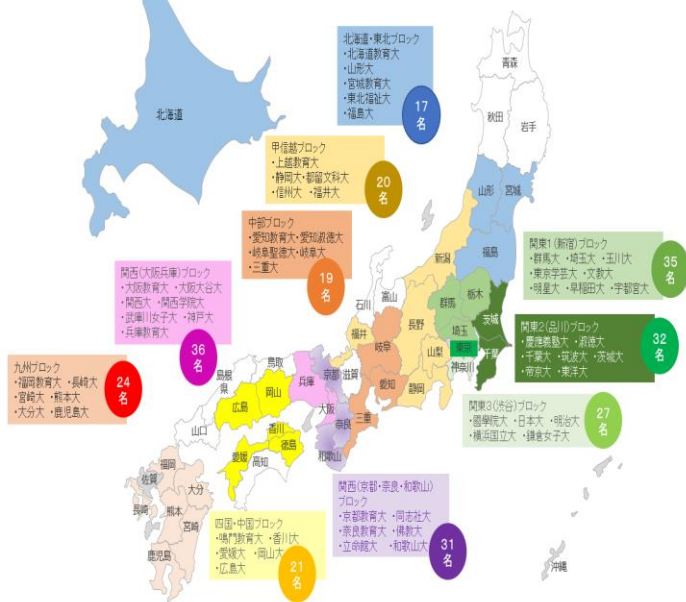 北海道・東北ブロック
・北海道教育大
・山形大
・宮城教育大
・東北福祉大
・福島大
17
名
甲信越ブロック
・上越教育大
・静岡大・都留文科大
・信州大 ・福井大
20
名
中部ブロック
・愛知教育大・愛知淑徳大
・岐阜聖徳大・岐阜大
・三重大
19
名
関西(大阪兵庫)ブロック
・大阪教育大 ・大阪大谷大
・関西大 ・関西学院大
・武庫川女子大 ・神戸大
・兵庫教育大
36
名
九州ブロック
・福岡教育大 ・長崎大
・宮崎大 ・熊本大
・大分大 ・鹿児島大
24
名
関東1(新宿)ブロック
・群馬大 ・埼玉大 ・玉川大
・東京学芸大 ・文教大
・明星大 ・早稲田大 ・宇都宮大
35
名
関東2(品川)ブロック
・慶應義塾大 ・淑徳大
・千葉大 ・筑波大 ・茨城大
・帝京大 ・東洋大
32
名
関東3(渋谷)ブロック
・國學院大 ・日本大 ・明治大
・横浜国立大 ・鎌倉女子大
27
名
関西(京都・奈良・和歌山)
ブロック
・京都教育大 ・同志社大
・奈良教育大 ・佛教大
・立命館大 ・和歌山大
31
名
四国・中国ブロック
・鳴門教育大 ・香川大
・愛媛大 ・岡山大
・広島大
21
名
北海道
青森
秋田
岩手
山形
宮城
福島
新潟
富山
石川
福井
群馬
栃木
茨城
埼玉
東京
千葉
神奈川
長野
山梨
静岡
岐阜
愛知
三重
滋賀
京都
兵庫
大阪
奈良
和歌山
鳥取
島根
県
岡山
広島
山口
香川
徳島
愛媛
高知
福岡
佐賀
長崎
大分
熊本
宮崎
鹿児島
沖縄